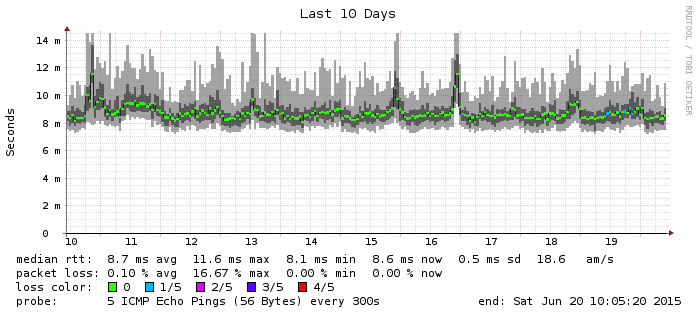 Last 10 Days
RRDTOOL / TOBI OETIKER
Seconds
14 m
12 m
10 m
8 m
6 m
4 m
2 m
0
10 11 12 13 14 15 16 17 18 19
median rtt: 8.7 ms avg 11.6 ms max 8.1 ms min 8.6 ms now 0.5 ms sd 18.6 am/s
packet loss: 0.10 % avg 16.67 % max 0.00 % min 0.00 % now
loss color: 0 1/5 2/5 3/5 4/5
probe: 5 ICMP Echo Pings (56 Bytes) every 300s end: Sat Jun 20 10:05:20 2015